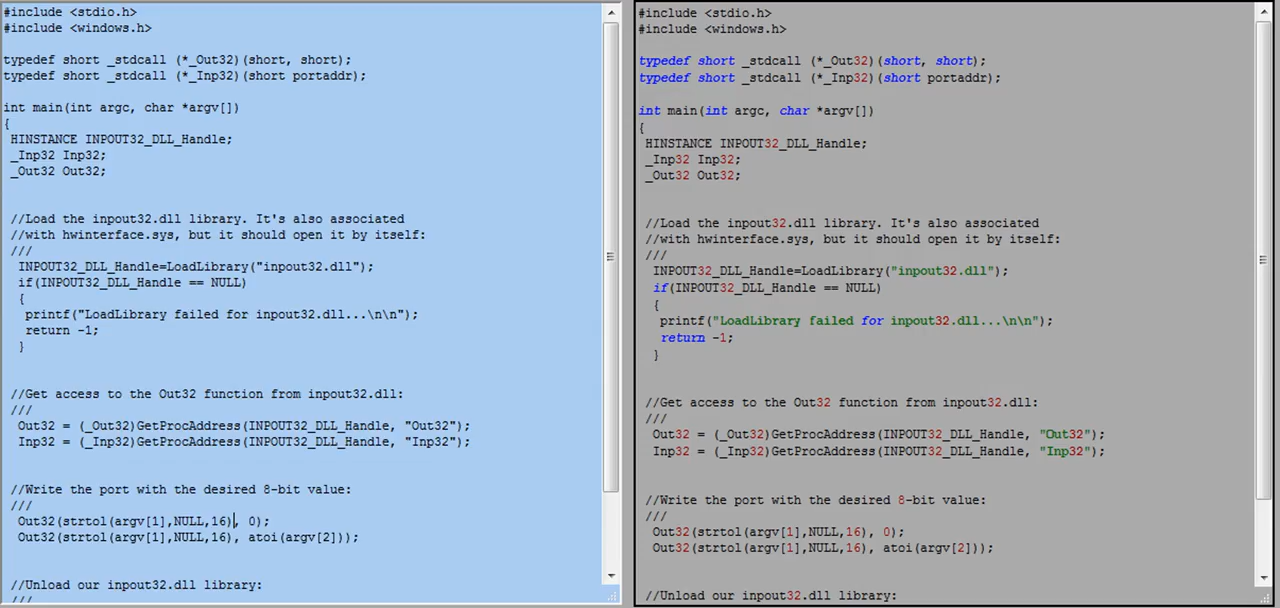 #include <stdio.h>
#include <windows.h>
typedef short _stdcall (*_Out32)(short, short);
typedef short _stdcall (*_Inp32)(short portaddr);
int main(int argc, char *argv[])
{
HINSTANCE INPOUT32_DLL_Handle;
_Inp32 Inp32;
_Out32 Out32;
//Load the inpout32.dll library. It's also associated
//with hwinterface.sys, but it should open it by itself:
///
INPOUT32_DLL_Handle=LoadLibrary("inpout32.dll");
if(INPOUT32_DLL_Handle == NULL)
{
printf("LoadLibrary failed for inpout32.dll...\n\n");
return -1;
}
//Get access to the Out32 function from inpout32.dll:
///
Out32 = (_Out32)GetProcAddress(INPOUT32_DLL_Handle, "Out32");
Inp32 = (_Inp32)GetProcAddress(INPOUT32_DLL_Handle, "Inp32");
//Write the port with the desired 8-bit value:
///
Out32(strtol(argv[1],NULL,16), 0);
Out32(strtol(argv[1],NULL,16), atoi(argv[2]));
//Unload our inpout32.dll library:
///
#include <stdio.h>
#include <windows.h>
typedef short _stdcall (*_Out32)(short, short);
typedef short _stdcall (*_Inp32)(short portaddr);
int main(int argc, char *argv[])
{
HINSTANCE INPOUT32_DLL_Handle;
_Inp32 Inp32;
_Out32 Out32;
//Load the inpout32.dll library. It's also associated
//with hwinterface.sys, but it should open it by itself:
///
INPOUT32_DLL_Handle=LoadLibrary("inpout32.dll");
if(INPOUT32_DLL_Handle == NULL)
{
printf("LoadLibrary failed for inpout32.dll...\n\n");
return -1;
}
//Get access to the Out32 function from inpout32.dll:
///
Out32 = (_Out32)GetProcAddress(INPOUT32_DLL_Handle, "Out32");
Inp32 = (_Inp32)GetProcAddress(INPOUT32_DLL_Handle, "Inp32");
//Write the port with the desired 8-bit value:
///
Out32(strtol(argv[1],NULL,16), 0);
Out32(strtol(argv[1],NULL,16), atoi(argv[2]));
//Unload our inpout32.dll library: